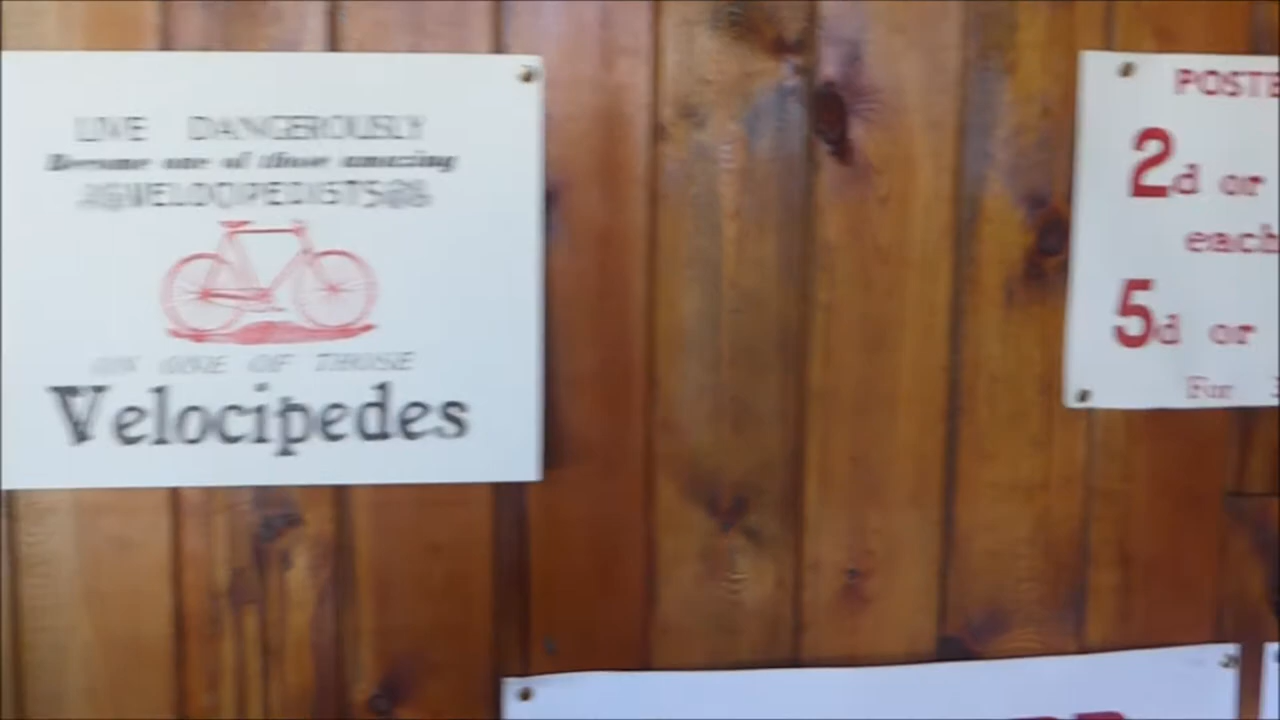 LIVE DANGEROUSLY
Become one of those amazing
VELOCIPEDISTS
ON ONE OF THOSE
Velocipedes
POSTE
2d or
each
5d or
For